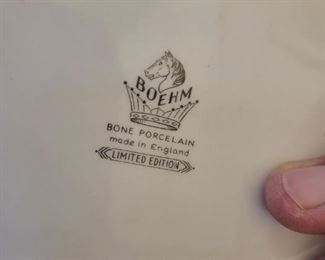 BOEHM
BONE PORCELAIN
made in England
LIMITED EDITION